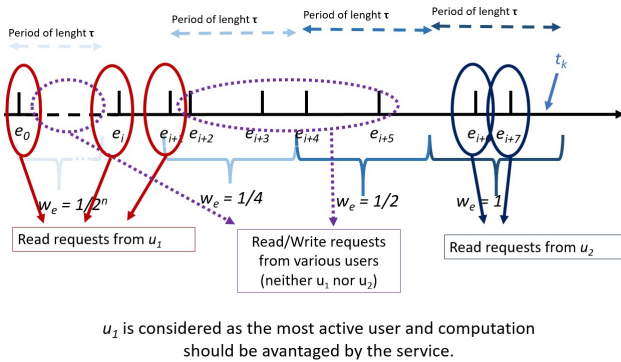 Period of lenght τ
Period of lenght τ
Period of lenght τ
Period of lenght τ
t_k
e_0
e_i
e_i+1
e_i+2
e_i+3
e_i+4
e_i+5
e_i+6
e_i+7
w_e = 1/2^n
w_e = 1/4
w_e = 1/2
w_e = 1
Read requests from u_1
Read/Write requests
from various users
(neither u_1 nor u_2)
Read requests from u_2
u_1 is considered as the most active user and computation
should be avantaged by the service.